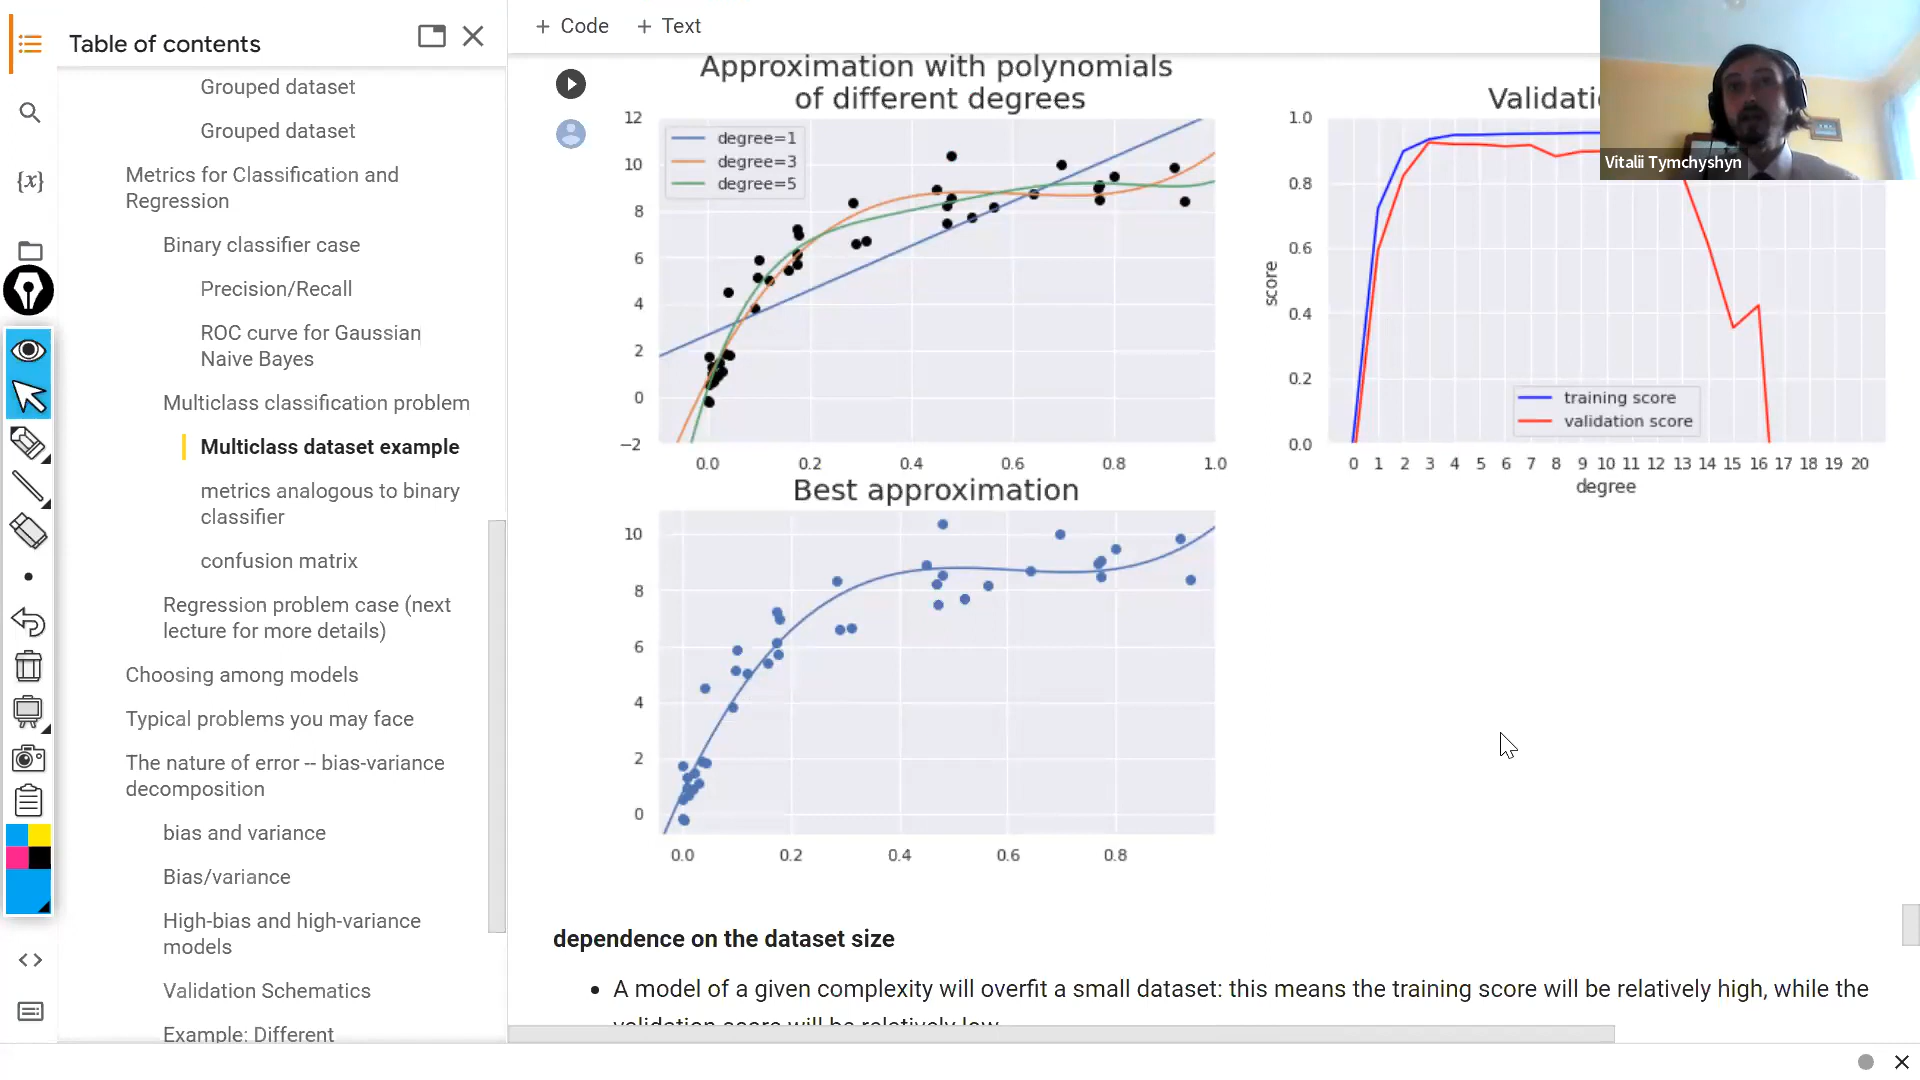 Table of contents
Grouped dataset
Grouped dataset
Metrics for Classification and
Regression
Binary classifier case
Precision/Recall
ROC curve for Gaussian
Naive Bayes
Multiclass classification problem
Multiclass dataset example
metrics analogous to binary
classifier
confusion matrix
Regression problem case (next
lecture for more details)
Choosing among models
Typical problems you may face
The nature of error -- bias-variance
decomposition
bias and variance
Bias/variance
High-bias and high-variance
models
Validation Schematics
Example: Different
{x}
<>
+ Code + Text
Approximation with polynomials
of different degrees
degree=1
degree=3
degree=5
12
10
8
6
4
2
0
−2
0.0 0.2 0.4 0.6 0.8 1.0
Validati
Vitalii Tymchyshyn
1.0
0.8
0.6
0.4
0.2
0.0
score
training score
validation score
0 1 2 3 4 5 6 7 8 9 10 11 12 13 14 15 16 17 18 19 20
degree
Best approximation
10
8
6
4
2
0
0.0 0.2 0.4 0.6 0.8
dependence on the dataset size
• A model of a given complexity will overfit a small dataset: this means the training score will be relatively high, while the
validation score will be relatively low